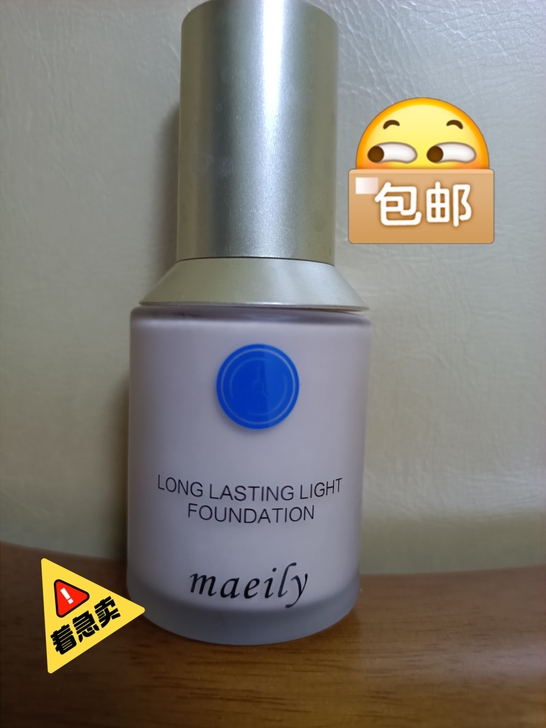 包邮
LONG LASTING LIGHT
FOUNDATION
maeily
着急卖